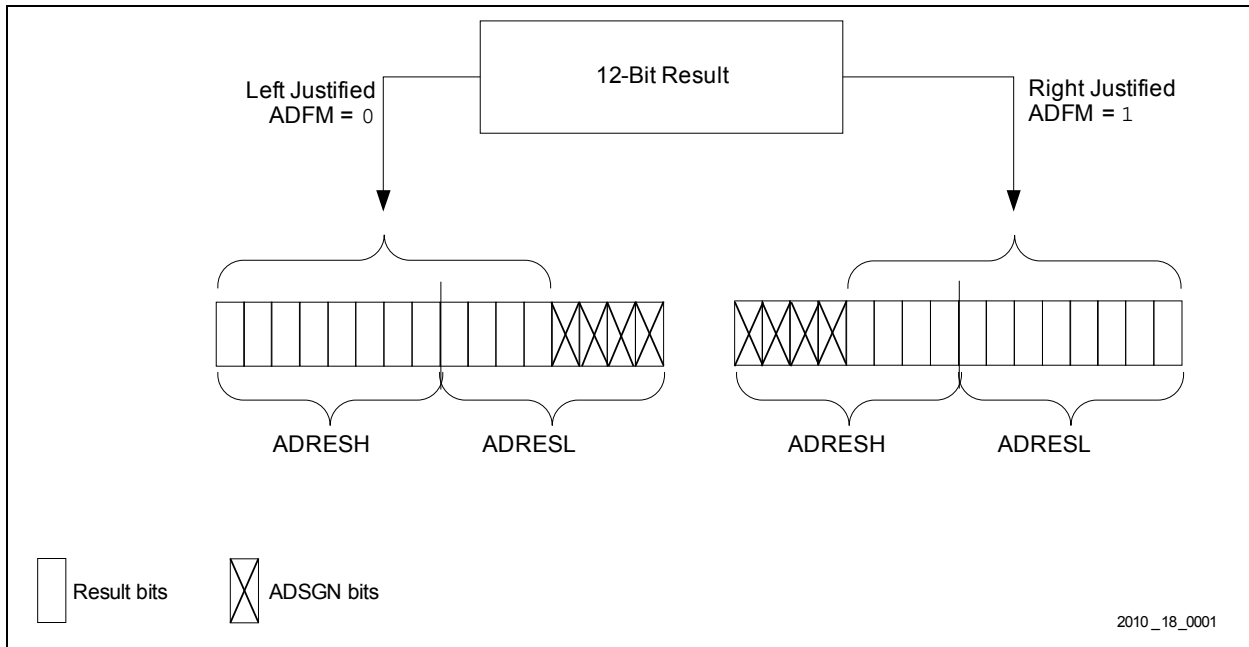 12-Bit Result
Left Justified
ADFM = 0
Right Justified
ADFM = 1
ADRESH
ADRESL
ADRESH
ADRESL
Result bits
ADSGN bits
2010_18_0001